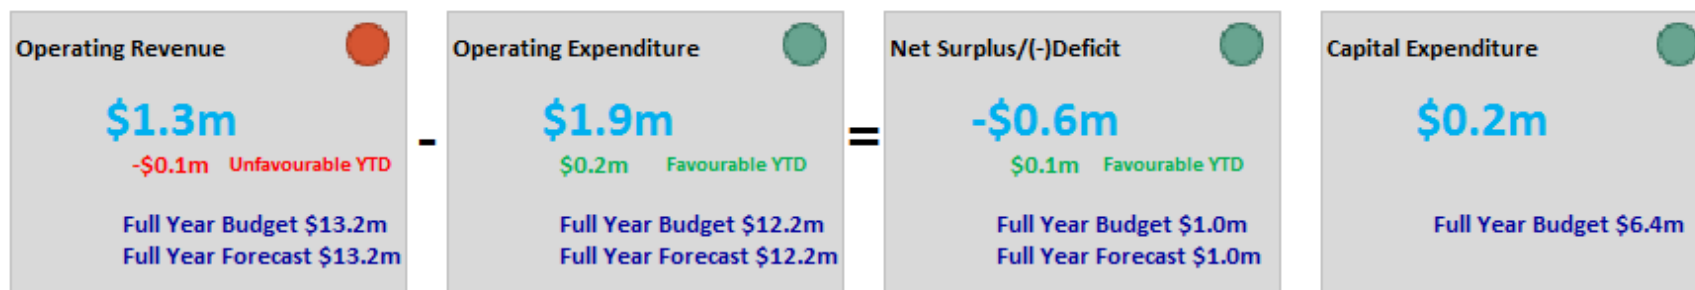 Operating Revenue
$1.3m
-$0.1m Unfavourable YTD
Full Year Budget $13.2m
Full Year Forecast $13.2m
-
Operating Expenditure
$1.9m
$0.2m Favourable YTD
Full Year Budget $12.2m
Full Year Forecast $12.2m
=
Net Surplus/(-)Deficit
-$0.6m
$0.1m Favourable YTD
Full Year Budget $1.0m
Full Year Forecast $1.0m
Capital Expenditure
$0.2m
Full Year Budget $6.4m